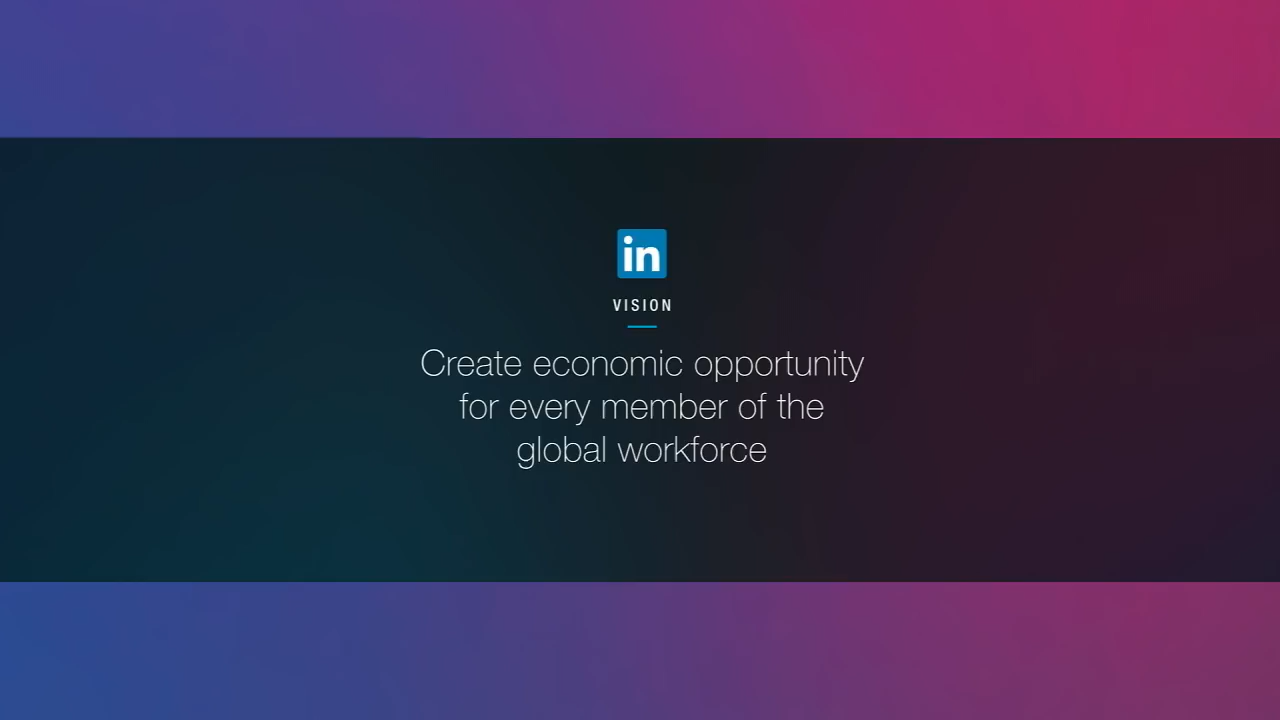 in
VISION
Create economic opportunity
for every member of the
global workforce